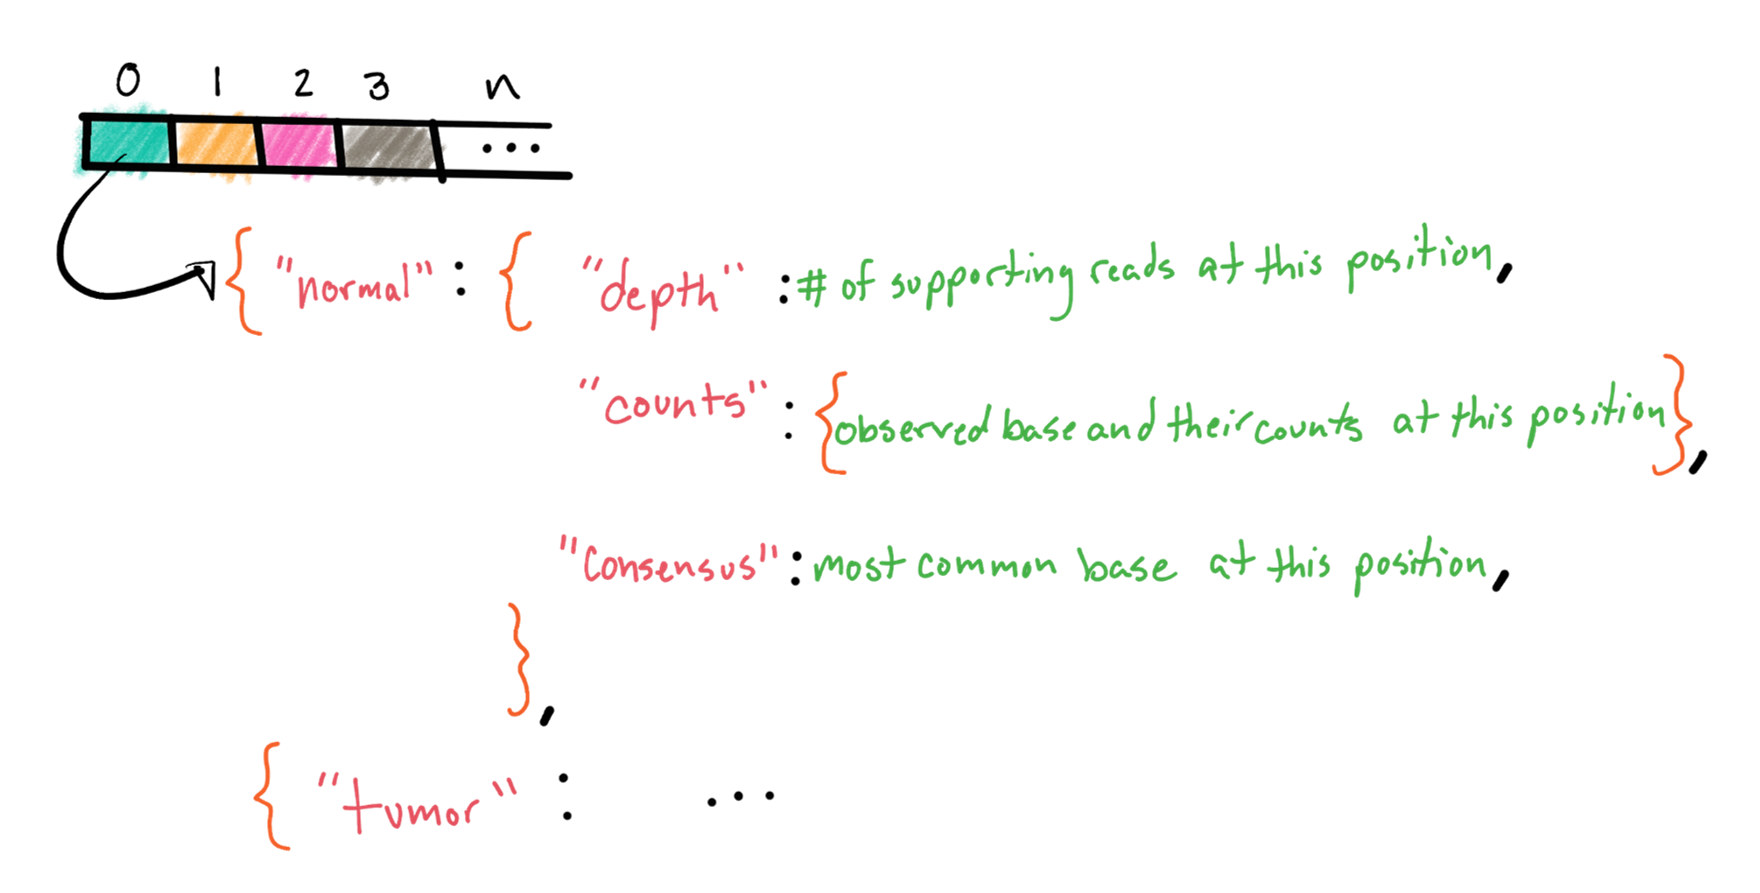 0 1 2 3 n
...
{ "normal" : { "depth" : # of supporting reads at this position,
"counts" : {observed base and their counts at this position},
"Consensus" : most common base at this position,
},
{ "tumor" : ...